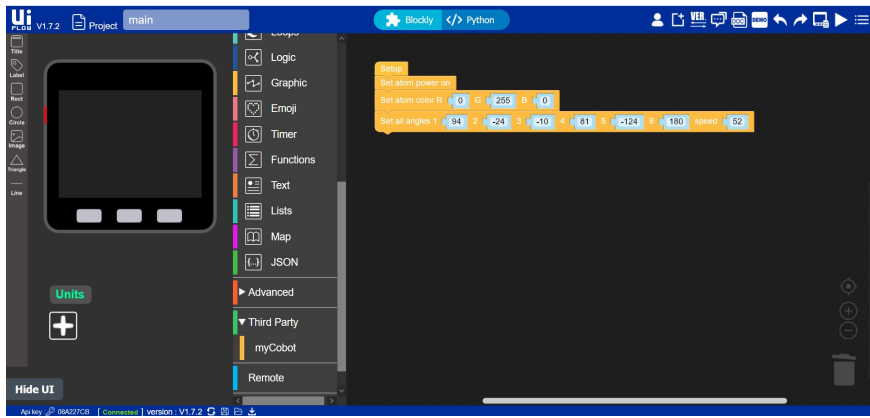 Ui
FLOW V1.7.2 Project main Blockly </> Python VER. DOC DEMO
Title
Label
Rect
Circle
Image
Triangle
Line
Units
Hide UI
Loops
Logic
Graphic
Emoji
Timer
Functions
Text
Lists
Map
{...} JSON
Advanced
Third Party
myCobot
Remote
Setup
Set atom power on
Set atom color R 0 G 255 B 0
Set all angles 1 94 2 -24 3 -10 4 81 5 -124 6 180 speed 52
Api key : 08A227CB [ Connected ] version : V1.7.2